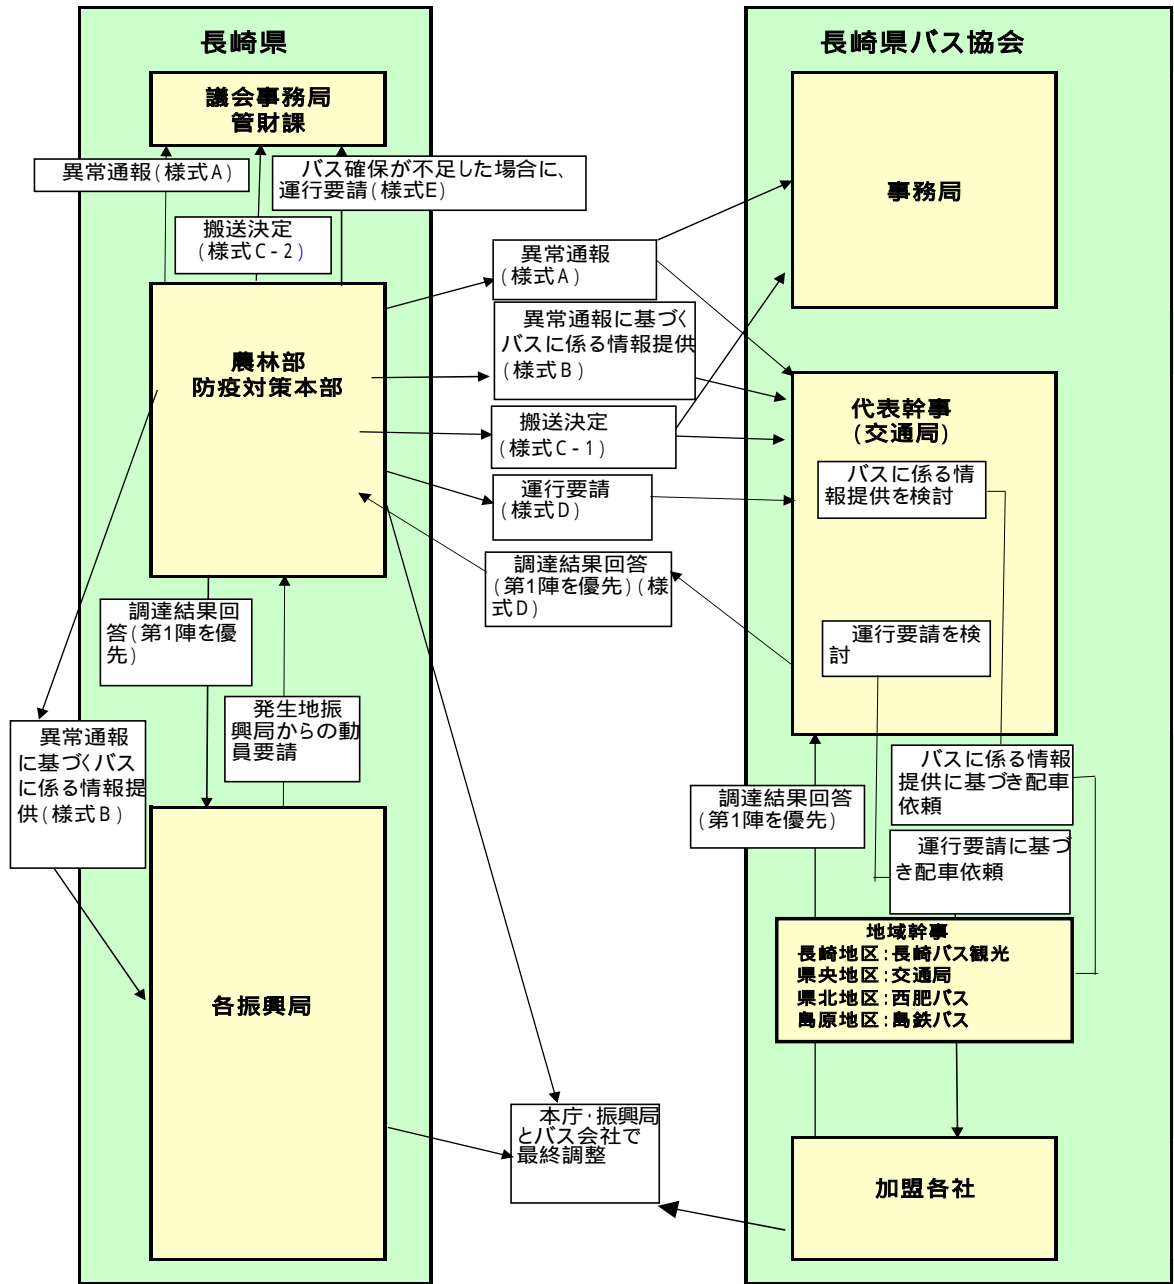 長崎県
議会事務局
管財課
異常通報(様式A)
バス確保が不足した場合に、
運行要請(様式E)
搬送決定
(様式C-2)
農林部
防疫対策本部
調達結果回
答(第1陣を優
先)
発生地振
興局からの動
員要請
異常通報
に基づくバス
に係る情報提
供(様式B)
各振興局
異常通報
(様式A)
異常通報に基づく
バスに係る情報提供
(様式B)
搬送決定
(様式C-1)
運行要請
(様式D)
調達結果回答
(第1陣を優先)(様
式D)
本庁・振興局
とバス会社で
最終調整
長崎県バス協会
事務局
代表幹事
(交通局)
バスに係る情
報提供を検討
運行要請を検
討
バスに係る情報
提供に基づき配車
依頼
調達結果回答
(第1陣を優先)
運行要請に基づ
き配車依頼
地域幹事
長崎地区:長崎バス観光
県央地区:交通局
県北地区:西肥バス
島原地区:島鉄バス
加盟各社